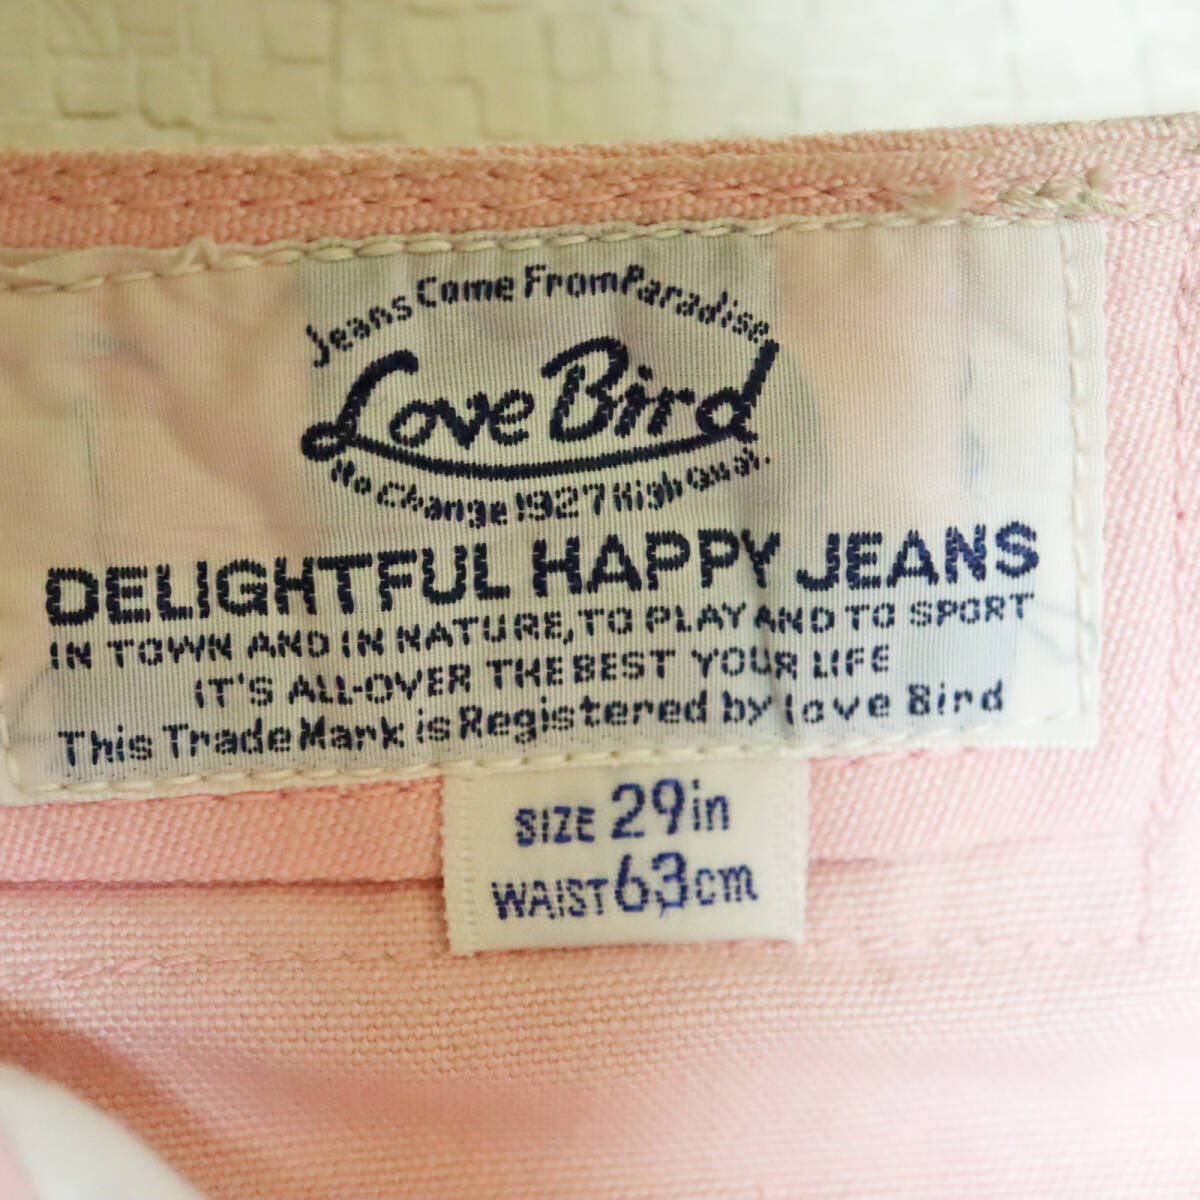 Jeans Come From Paradise
Love Bird
No Change 1927 High Qual.
DELIGHTFUL HAPPY JEANS
IN TOWN AND IN NATURE, TO PLAY AND TO SPORT
IT'S ALL-OVER THE BEST YOUR LIFE
This Trade Mark is Registered by Love Bird
SIZE 29in
WAIST 63cm